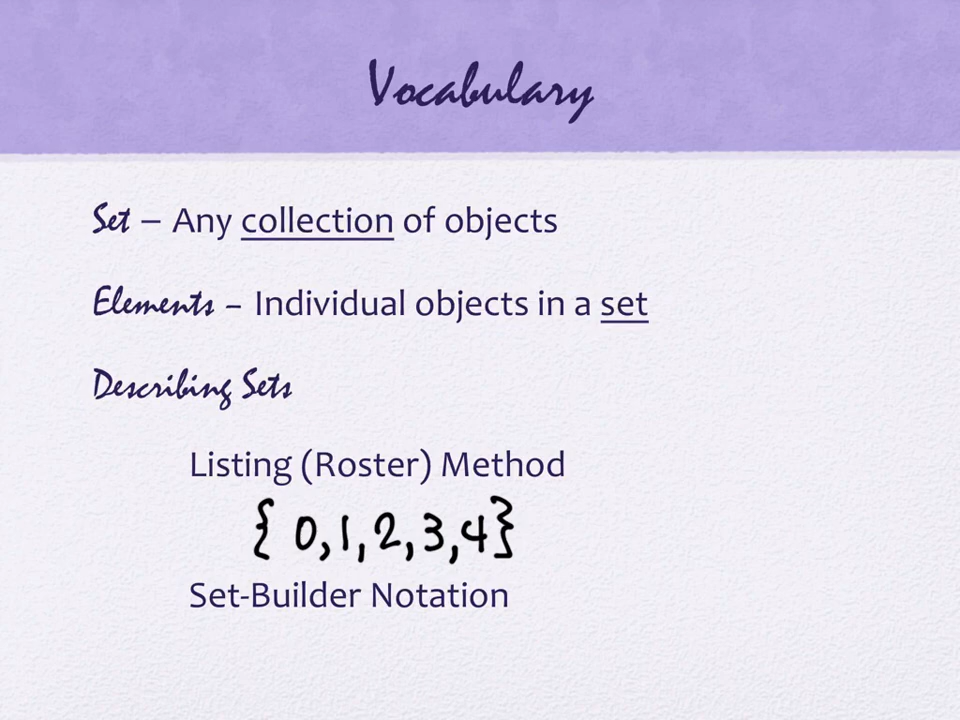 Vocabulary
Set – Any collection of objects
Elements – Individual objects in a set
Describing Sets
Listing (Roster) Method
{ 0,1,2,3,4}
Set-Builder Notation